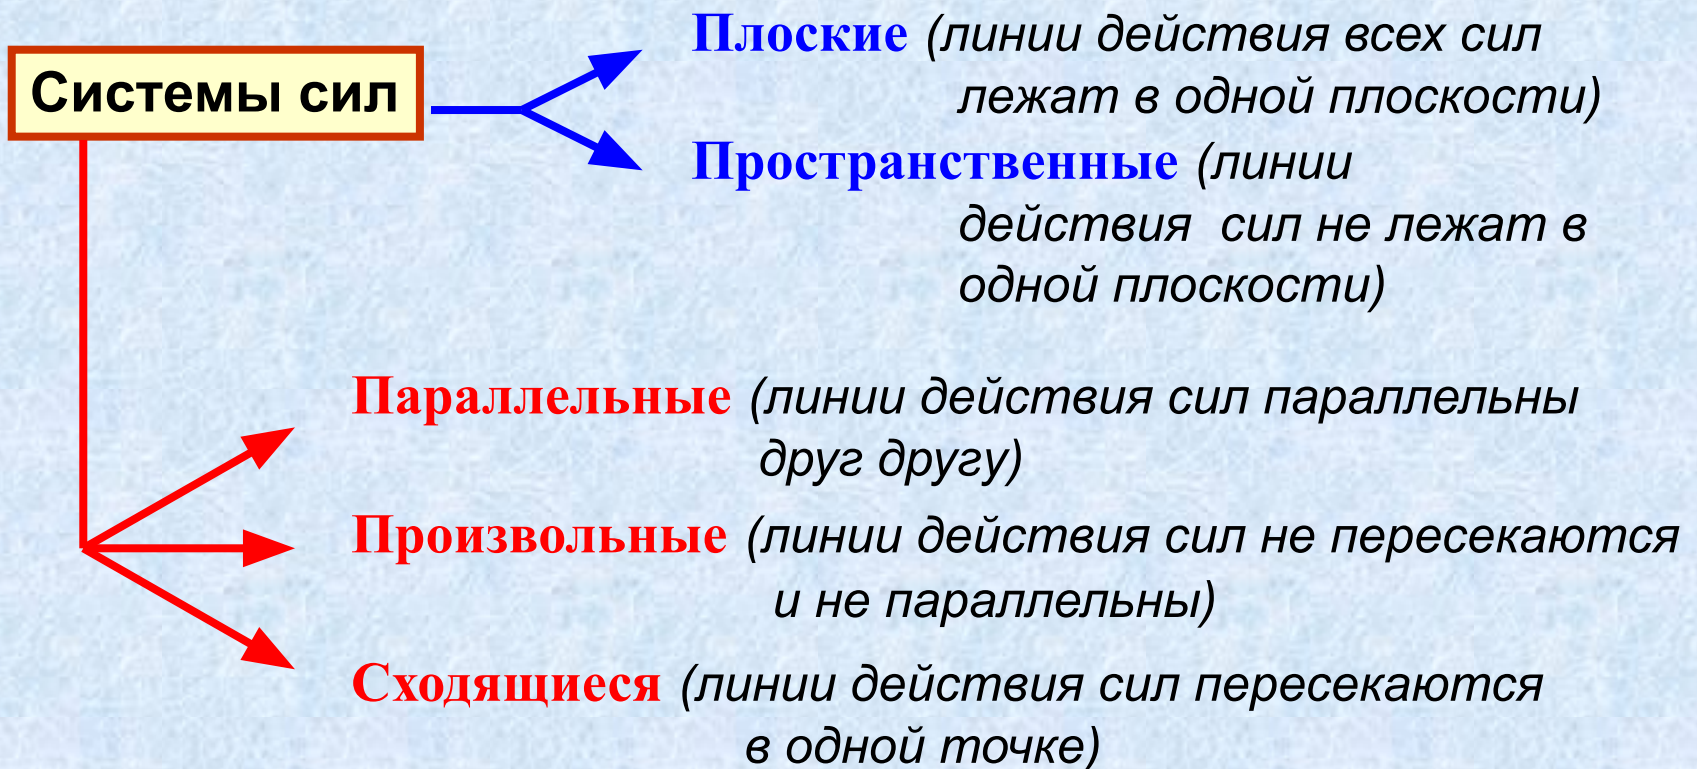 Системы сил
Плоские (линии действия всех сил
лежат в одной плоскости)
Пространственные (линии
действия сил не лежат в
одной плоскости)
Параллельные (линии действия сил параллельны
друг другу)
Произвольные (линии действия сил не пересекаются
и не параллельны)
Сходящиеся (линии действия сил пересекаются
в одной точке)